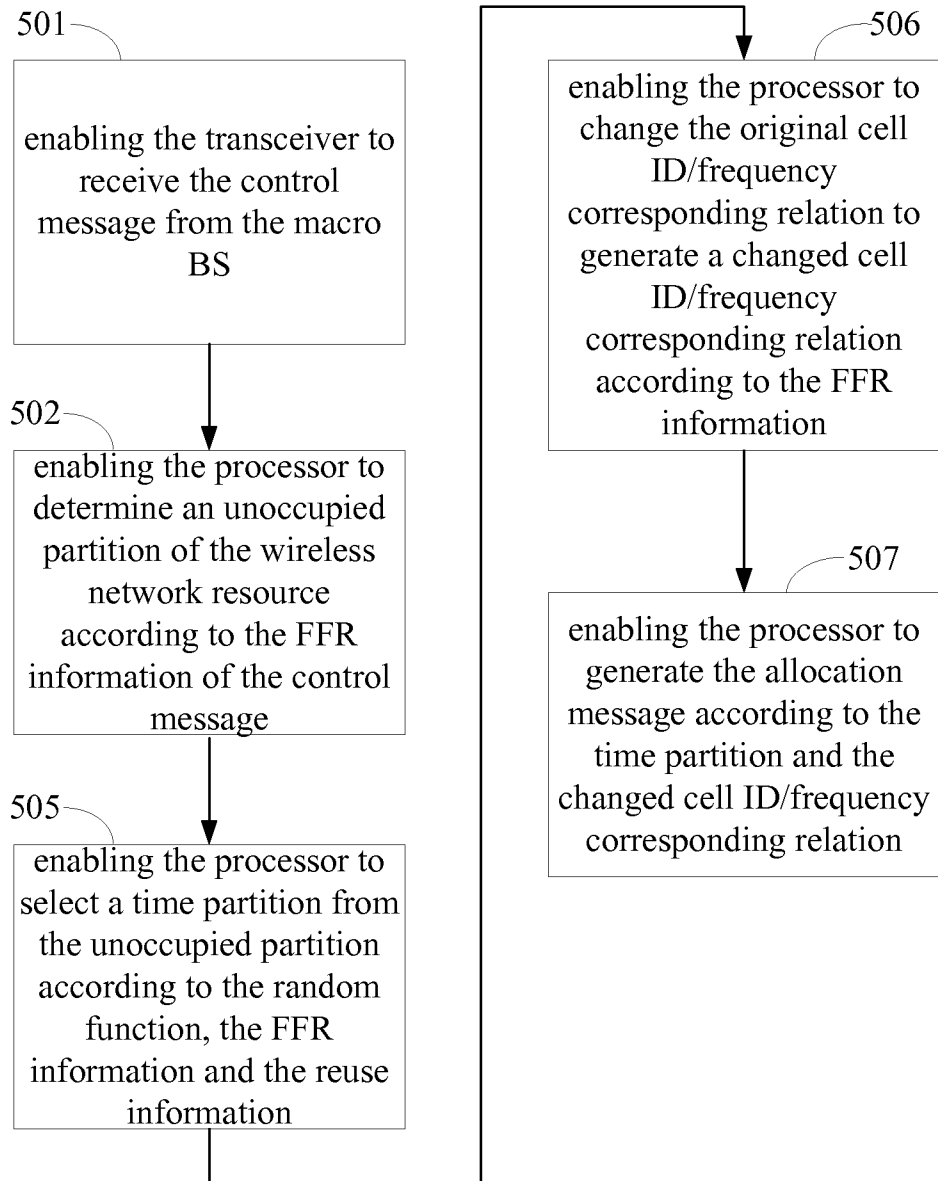 501
enabling the transceiver to
receive the control
message from the macro
BS
502
enabling the processor to
determine an unoccupied
partition of the wireless
network resource
according to the FFR
information of the control
message
505
enabling the processor to
select a time partition from
the unoccupied partition
according to the random
function, the FFR
information and the reuse
information
506
enabling the processor to
change the original cell
ID/frequency
corresponding relation to
generate a changed cell
ID/frequency
corresponding relation
according to the FFR
information
507
enabling the processor to
generate the allocation
message according to the
time partition and the
changed cell ID/frequency
corresponding relation